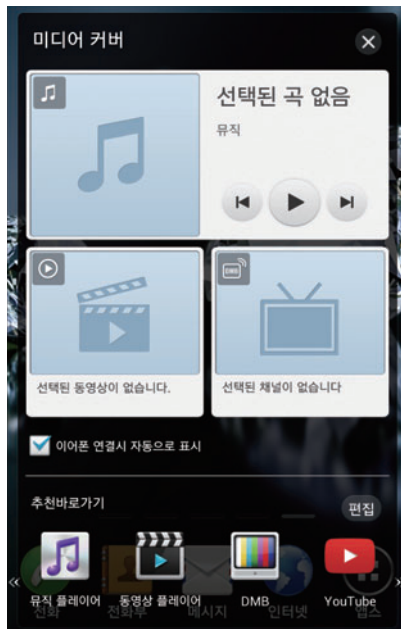 미디어 커버
선택된 곡 없음
뮤직
DMB
선택된 동영상이 없습니다.
선택된 채널이 없습니다
이어폰 연결시 자동으로 표시
추천바로가기
편집
뮤직 플레이어 동영상 플레이어 DMB YouTube
전화 전화부 메시지 인터넷 앱스